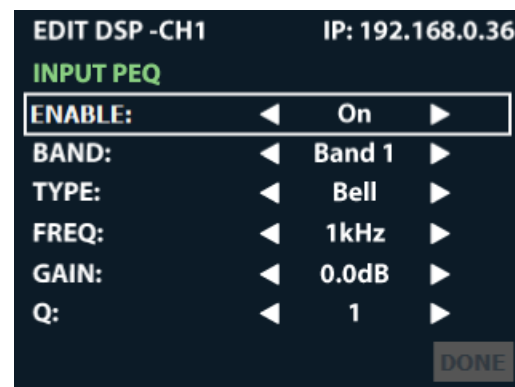 EDIT DSP -CH1 IP: 192.168.0.36
INPUT PEQ
ENABLE: ◀ On ▶
BAND: ◀ Band 1 ▶
TYPE: ◀ Bell ▶
FREQ: ◀ 1kHz ▶
GAIN: ◀ 0.0dB ▶
Q: ◀ 1 ▶
DONE